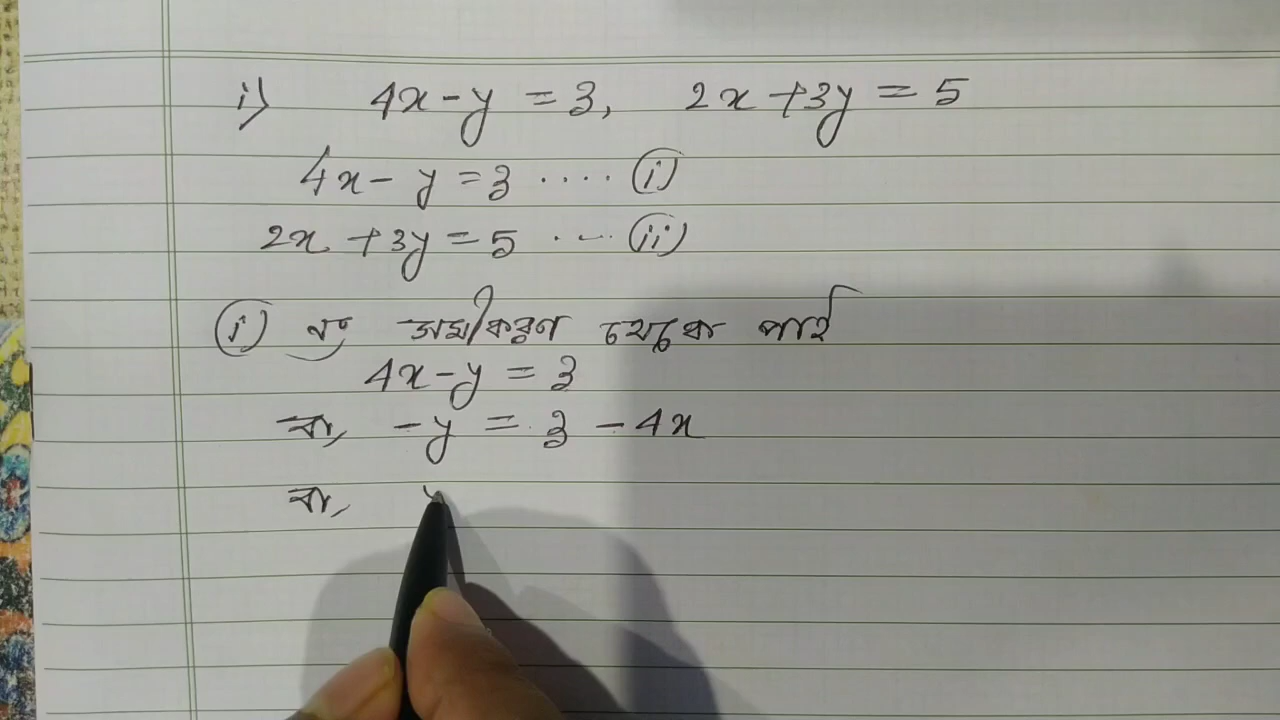 i) 4x - y = 3, 2x + 3y = 5
4x - y = 3 .... (i)
2x + 3y = 5 ... (ii)
(i) নং সমীকরণ থেকে পাই
4x - y = 3
বা, - y = 3 - 4x
বা, y